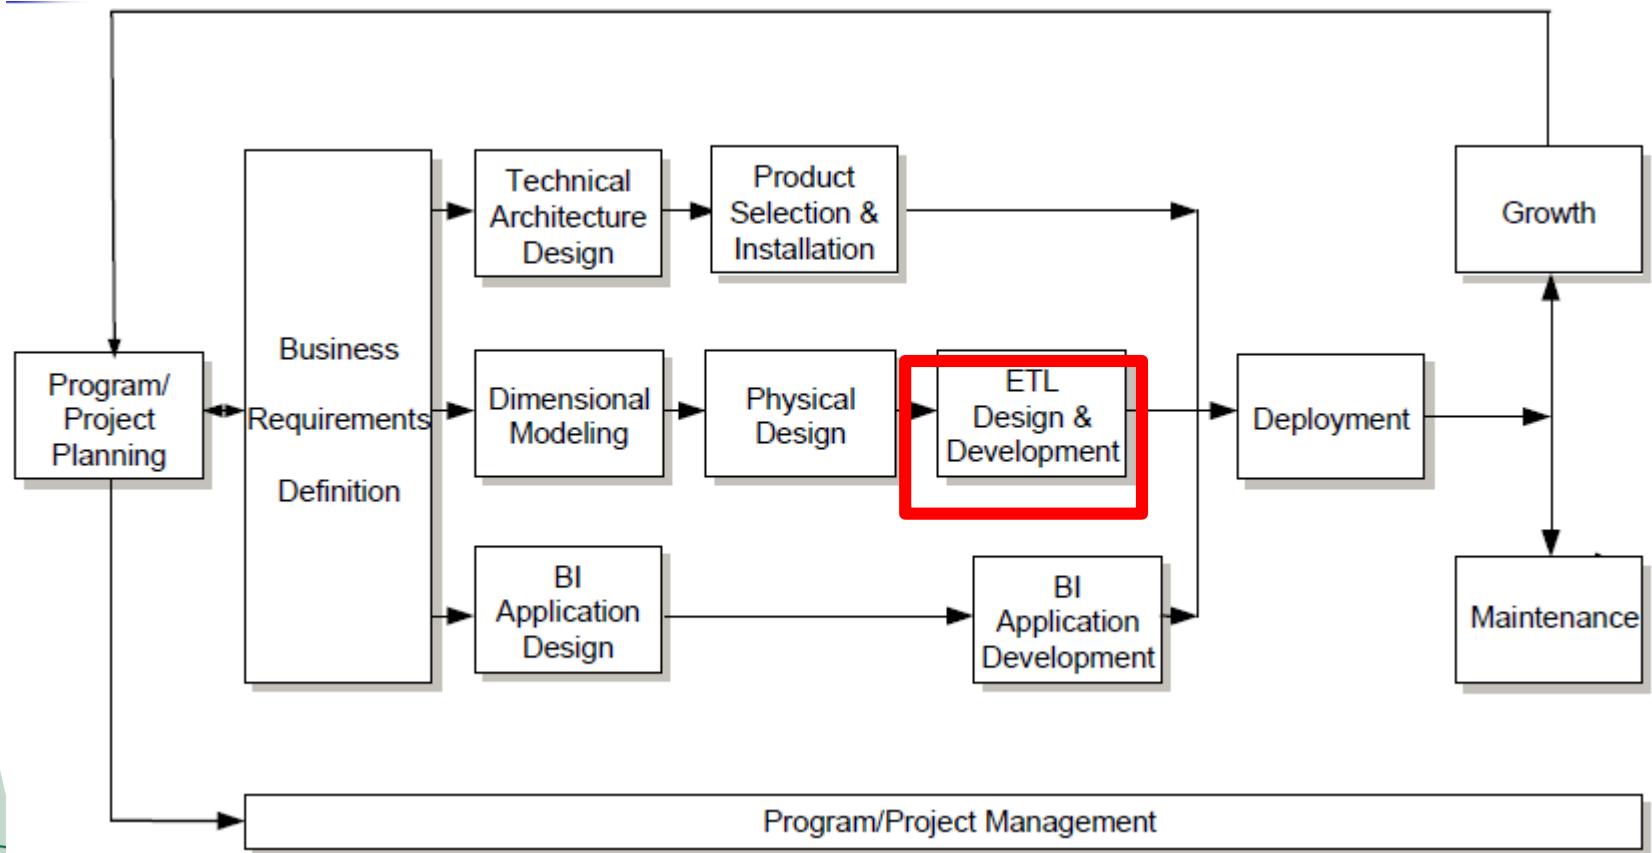 Technical
Architecture
Design
Product
Selection &
Installation
Growth
Program/
Project
Planning
Business
Requirements
Definition
Dimensional
Modeling
Physical
Design
ETL
Design &
Development
Deployment
BI
Application
Design
BI
Application
Development
Maintenance
Program/Project Management